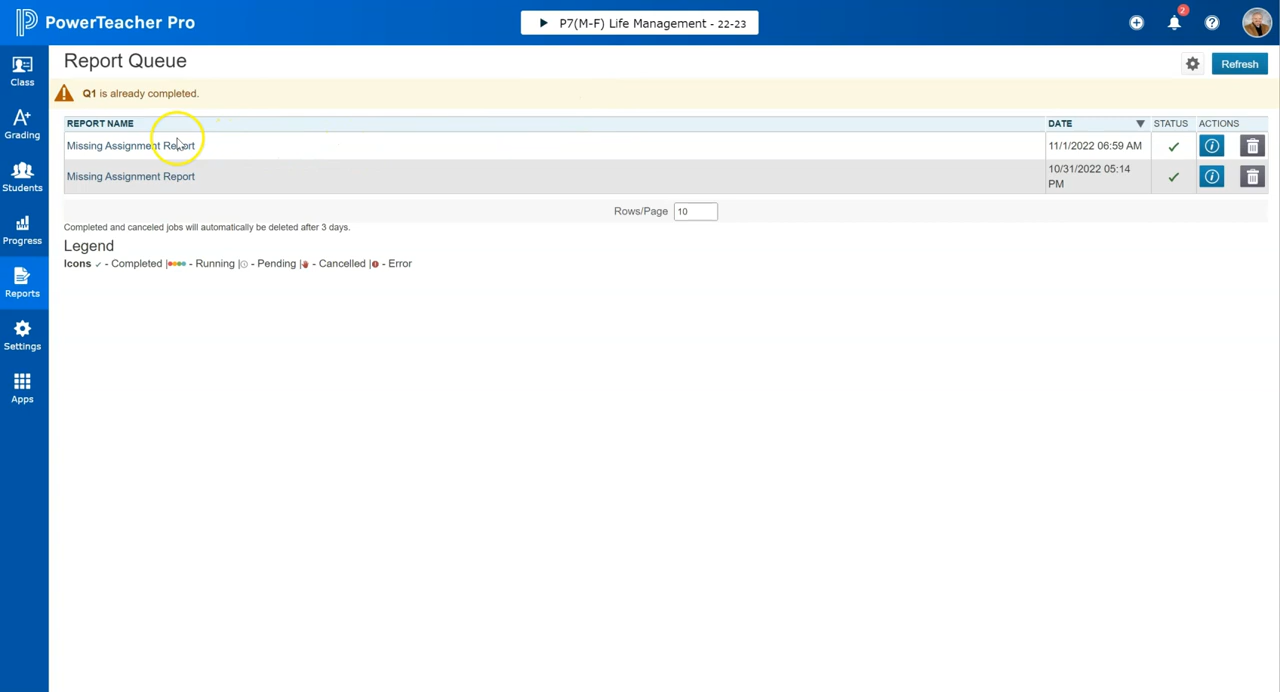 PowerTeacher Pro
P7(M-F) Life Management - 22-23
2
Class
Grading
Students
Progress
Reports
Settings
Apps
Report Queue
Refresh
Q1 is already completed.
REPORT NAME DATE STATUS ACTIONS
Missing Assignment Report 11/1/2022 06:59 AM
Missing Assignment Report 10/31/2022 05:14 PM
Rows/Page 10
Completed and canceled jobs will automatically be deleted after 3 days.
Legend
Icons - Completed | - Running | - Pending | - Cancelled | - Error